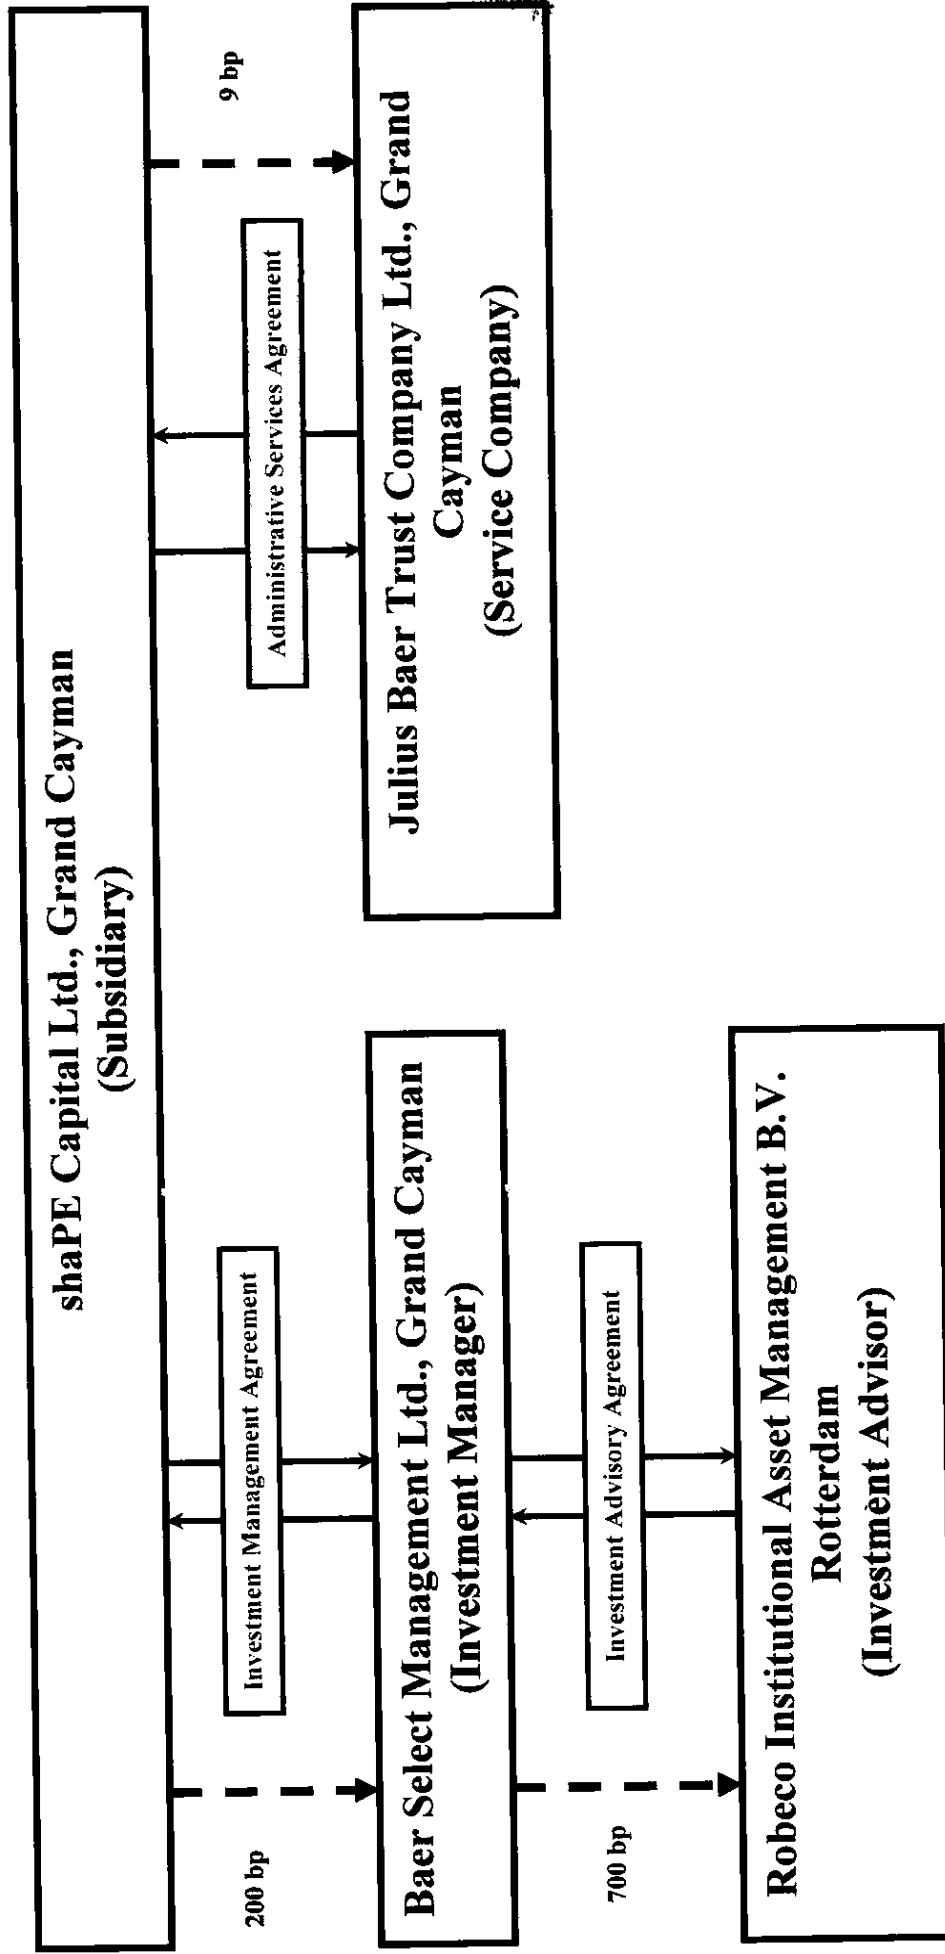 shaPE Capital Ltd., Grand Cayman
(Subsidiary)
200 bp
Investment Management Agreement
Administrative Services Agreement
9 bp
Baer Select Management Ltd., Grand Cayman
(Investment Manager)
Julius Baer Trust Company Ltd., Grand
Cayman
(Service Company)
700 bp
Investment Advisory Agreement
Robeco Institutional Asset Management B.V.
Rotterdam
(Investment Advisor)